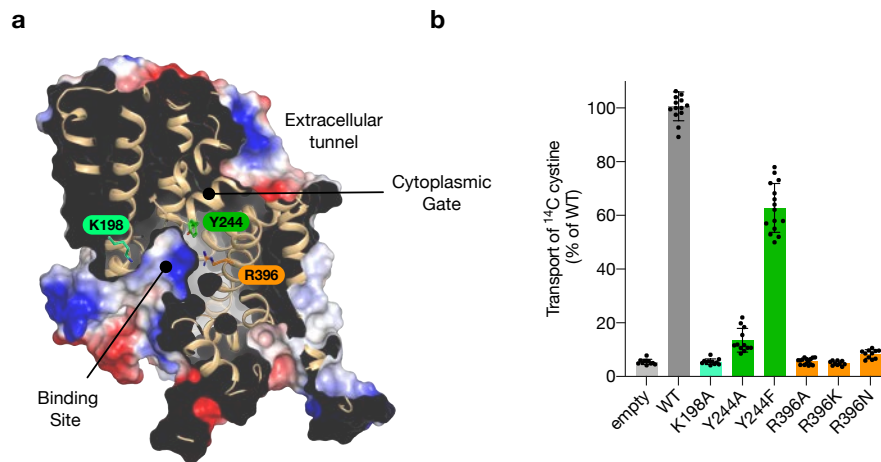 a
Extracellular
tunnel
Cytoplasmic
Gate
K198
Y244
R396
Binding
Site
b
Transport of ¹⁴C cystine
(% of WT)
100
80
60
40
20
0
empty
WT
K198A
Y244A
Y244F
R396A
R396K
R396N